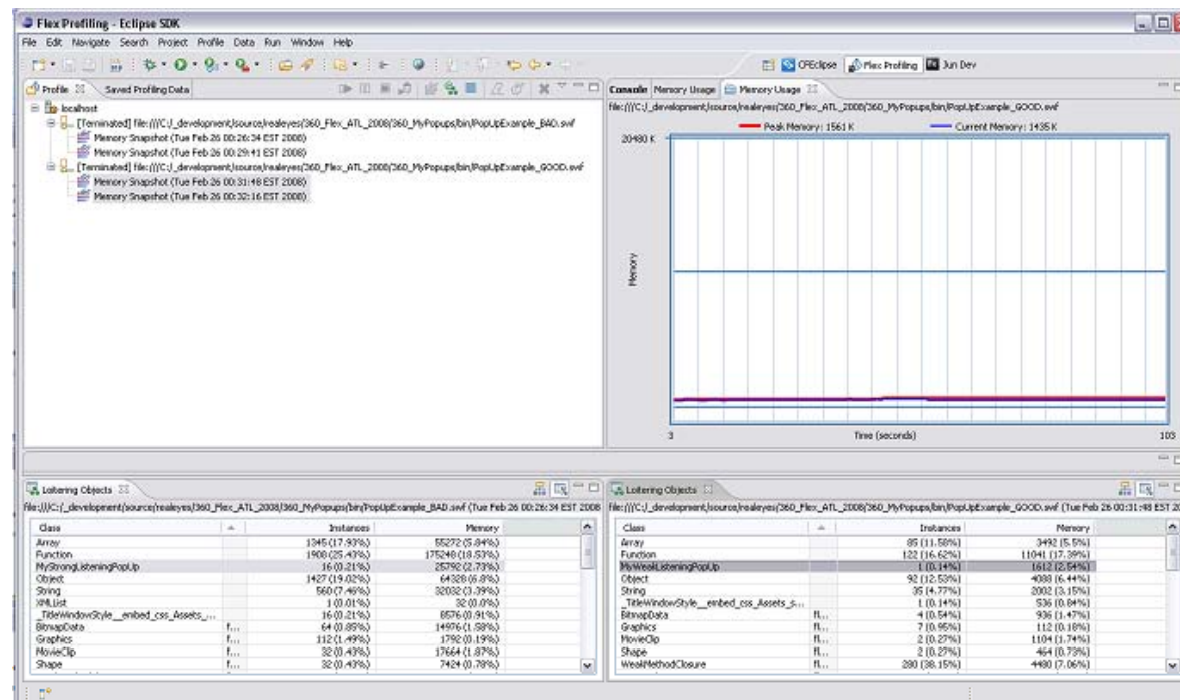 Flex Profiling - Eclipse SDK
File Edit Navigate Search Project Profile Data Run Window Help
CFEclipse Flex Profiling Jun Dev
Profile Saved Profiling Data
localhost
[Terminated] file:///C:/_development/source/realeyes/360_Flex_ATL_2008/360_MyPopups/bin/PopUpExample_BAD.swf
Memory Snapshot (Tue Feb 26 00:26:34 EST 2008)
Memory Snapshot (Tue Feb 26 00:29:41 EST 2008)
[Terminated] file:///C:/_development/source/realeyes/360_Flex_ATL_2008/360_MyPopups/bin/PopUpExample_GOOD.swf
Memory Snapshot (Tue Feb 26 00:31:48 EST 2008)
Memory Snapshot (Tue Feb 26 00:32:16 EST 2008)
Console Memory Usage Memory Usage
file:///C:/_development/source/realeyes/360_Flex_ATL_2008/360_MyPopups/bin/PopUpExample_GOOD.swf
Peak Memory: 1561 K Current Memory: 1435 K
20480 K
Memory
3 Time (seconds) 103
Loitering Objects
file:///C:/_development/source/realeyes/360_Flex_ATL_2008/360_MyPopups/bin/PopUpExample_BAD.swf (Tue Feb 26 00:26:34 EST 2008
Class Instances Memory
Array 1345 (17.93%) 55272 (5.84%)
Function 1908 (25.43%) 175248 (18.53%)
MyStrongListeningPopUp 16 (0.21%) 25792 (2.73%)
Object 1427 (19.02%) 64328 (6.8%)
String 560 (7.46%) 32032 (3.39%)
XMLList 1 (0.01%) 32 (0.0%)
_TitleWindowStyle__embed_css_Assets_... 16 (0.21%) 8576 (0.91%)
BitmapData f... 64 (0.85%) 14976 (1.58%)
Graphics f... 112 (1.49%) 1792 (0.19%)
MovieClip f... 32 (0.43%) 17664 (1.87%)
Shape f... 32 (0.43%) 7424 (0.78%)
Loitering Objects
file:///C:/_development/source/realeyes/360_Flex_ATL_2008/360_MyPopups/bin/PopUpExample_GOOD.swf (Tue Feb 26 00:31:48 EST 20
Class Instances Memory
Array 85 (11.58%) 3492 (5.5%)
Function 122 (16.62%) 11041 (17.39%)
MyWeakListeningPopUp 1 (0.14%) 1612 (2.54%)
Object 92 (12.53%) 4088 (6.44%)
String 35 (4.77%) 2002 (3.15%)
_TitleWindowStyle__embed_css_Assets_s... 1 (0.14%) 536 (0.84%)
BitmapData fl... 4 (0.54%) 936 (1.47%)
Graphics fl... 7 (0.95%) 112 (0.18%)
MovieClip fl... 2 (0.27%) 1104 (1.74%)
Shape fl... 2 (0.27%) 464 (0.73%)
WeakMethodClosure fl... 280 (38.15%) 4480 (7.06%)